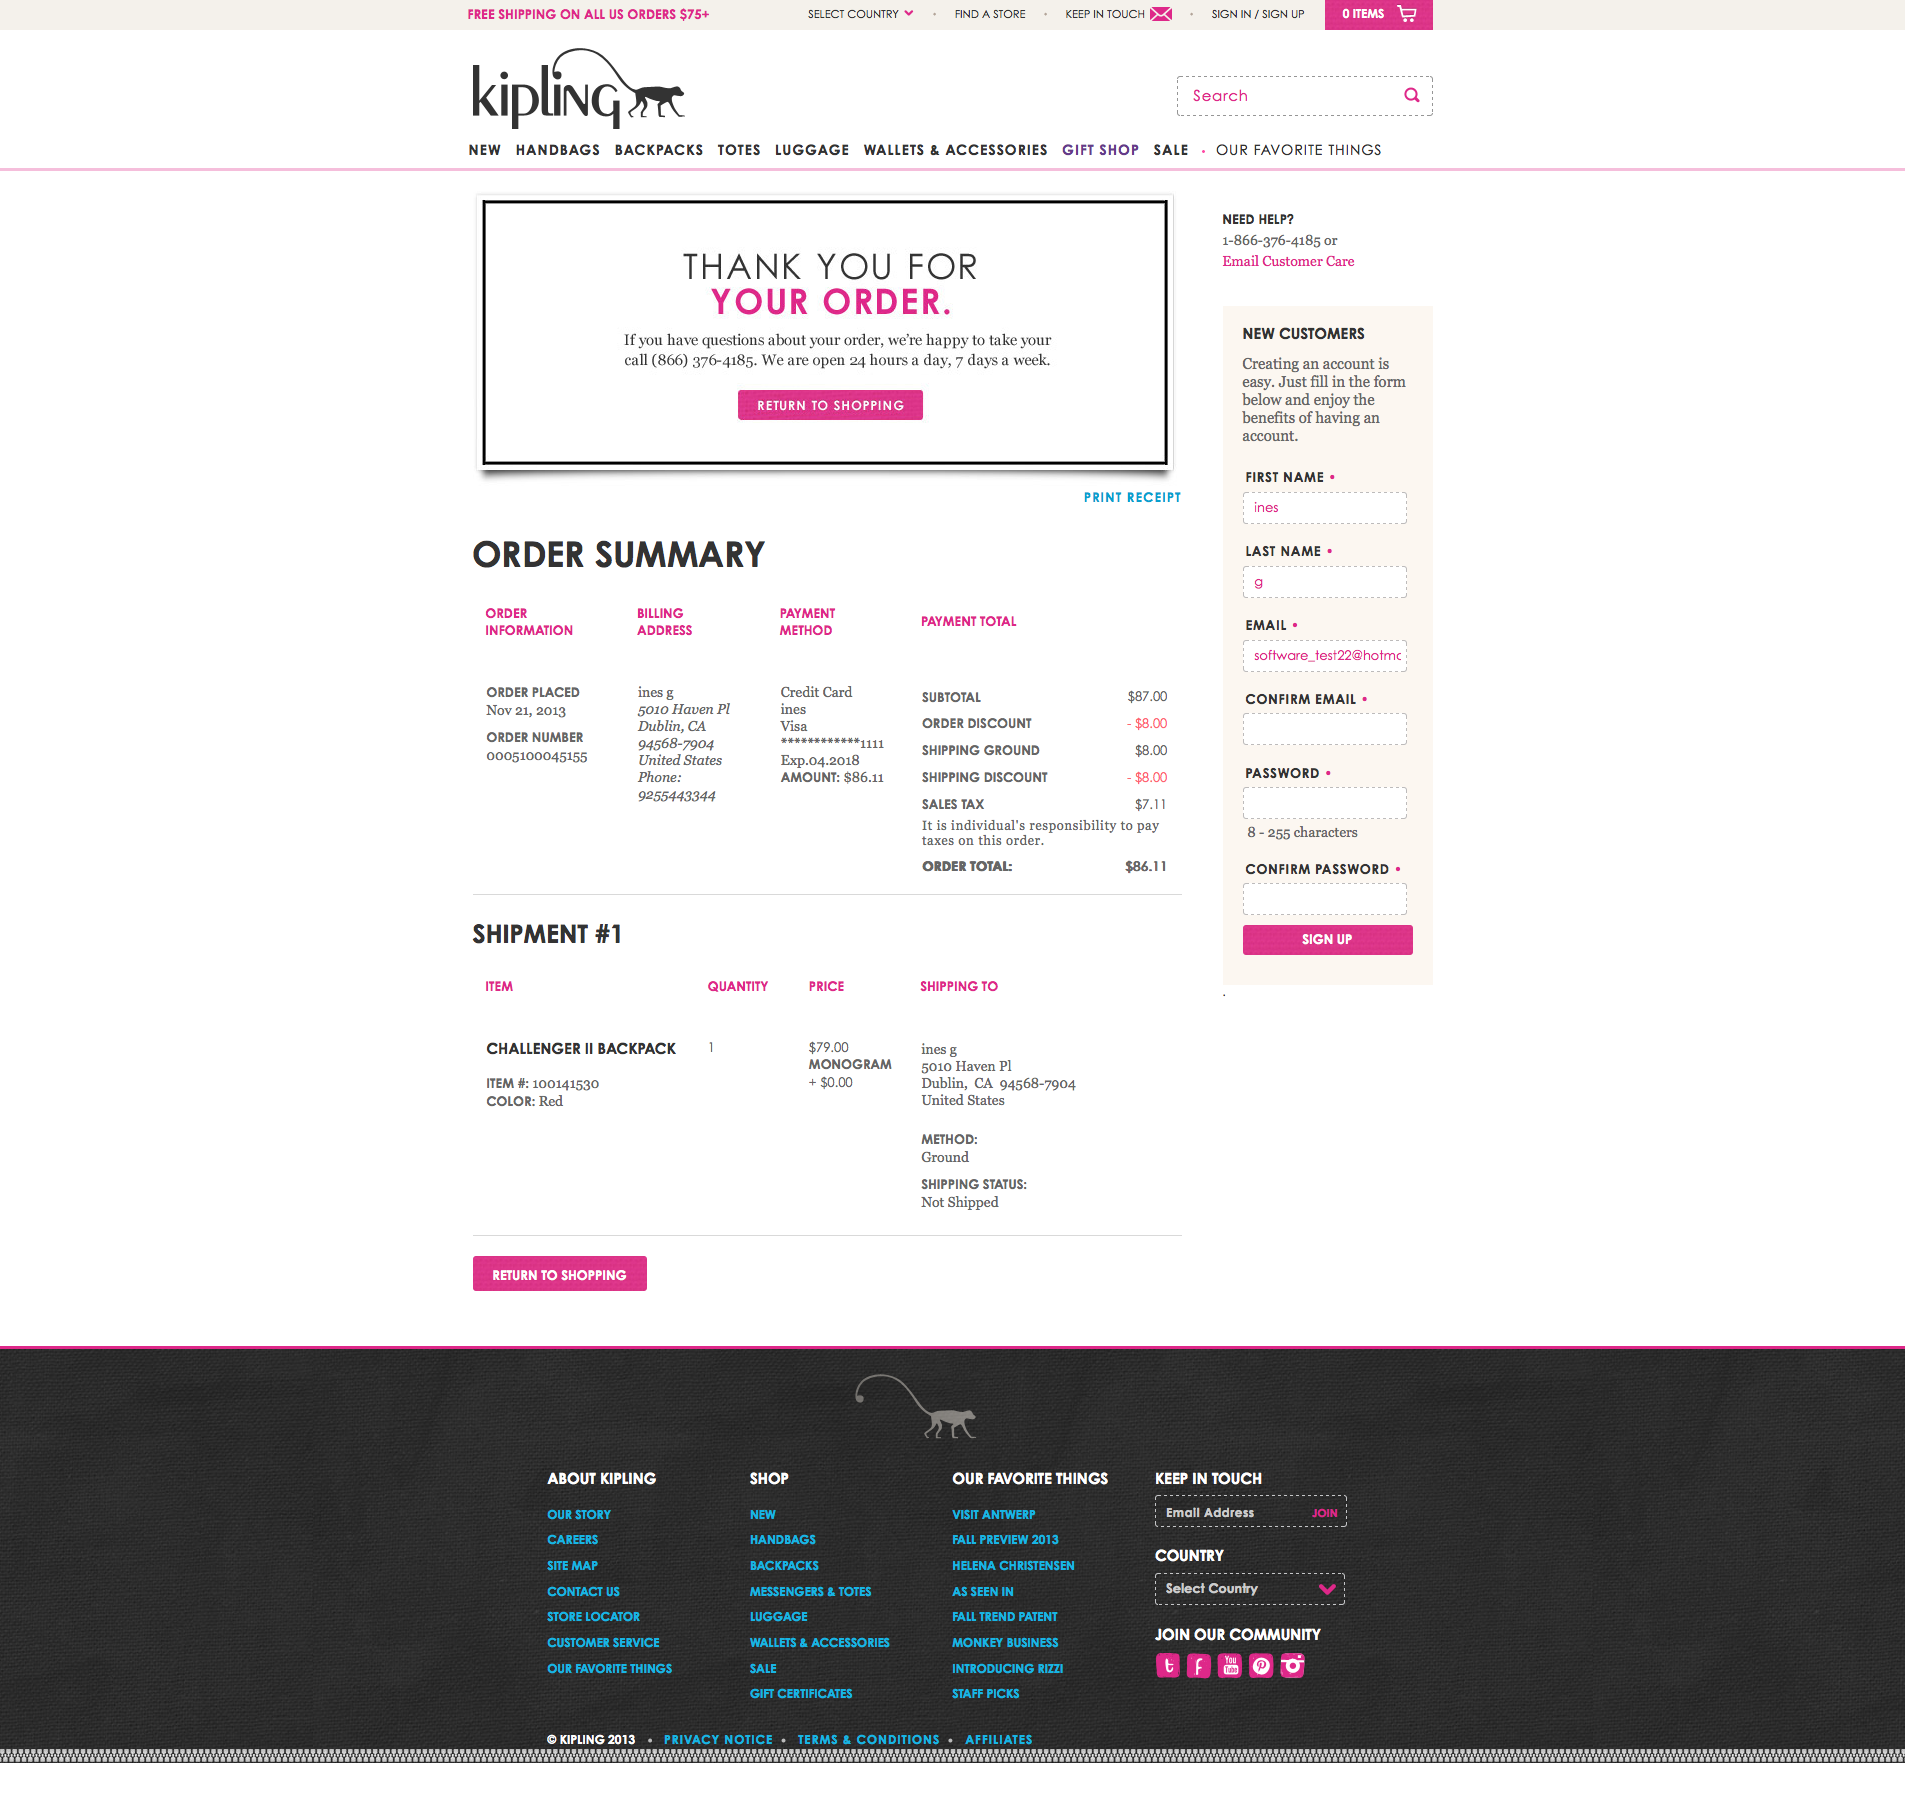 FREE SHIPPING ON ALL US ORDERS $75+
SELECT COUNTRY • FIND A STORE • KEEP IN TOUCH • SIGN IN / SIGN UP
0 ITEMS
kipling
Search
NEW HANDBAGS BACKPACKS TOTES LUGGAGE WALLETS & ACCESSORIES GIFT SHOP SALE • OUR FAVORITE THINGS
THANK YOU FOR
YOUR ORDER.
If you have questions about your order, we're happy to take your
call (866) 376-4185. We are open 24 hours a day, 7 days a week.
RETURN TO SHOPPING
PRINT RECEIPT
ORDER SUMMARY
ORDER
INFORMATION
ORDER PLACED
Nov 21, 2013
ORDER NUMBER
0005100045155
BILLING
ADDRESS
ines g
5010 Haven Pl
Dublin, CA
94568-7904
United States
Phone:
9255443344
PAYMENT
METHOD
Credit Card
ines
Visa
************1111
Exp.04.2018
AMOUNT: $86.11
PAYMENT TOTAL
SUBTOTAL $87.00
ORDER DISCOUNT - $8.00
SHIPPING GROUND $8.00
SHIPPING DISCOUNT - $8.00
SALES TAX $7.11
It is individual's responsibility to pay
taxes on this order.
ORDER TOTAL: $86.11
SHIPMENT #1
ITEM QUANTITY PRICE SHIPPING TO
CHALLENGER II BACKPACK
ITEM #: 100141530
COLOR: Red
1
$79.00
MONOGRAM
+ $0.00
ines g
5010 Haven Pl
Dublin, CA 94568-7904
United States
METHOD:
Ground
SHIPPING STATUS:
Not Shipped
RETURN TO SHOPPING
NEED HELP?
1-866-376-4185 or
Email Customer Care
NEW CUSTOMERS
Creating an account is
easy. Just fill in the form
below and enjoy the
benefits of having an
account.
FIRST NAME •
ines
LAST NAME •
g
EMAIL •
software_test22@hotmc
CONFIRM EMAIL •
PASSWORD •
8 - 255 characters
CONFIRM PASSWORD •
SIGN UP
.
ABOUT KIPLING
OUR STORY
CAREERS
SITE MAP
CONTACT US
STORE LOCATOR
CUSTOMER SERVICE
OUR FAVORITE THINGS
SHOP
NEW
HANDBAGS
BACKPACKS
MESSENGERS & TOTES
LUGGAGE
WALLETS & ACCESSORIES
SALE
GIFT CERTIFICATES
OUR FAVORITE THINGS
VISIT ANTWERP
FALL PREVIEW 2013
HELENA CHRISTENSEN
AS SEEN IN
FALL TREND PATENT
MONKEY BUSINESS
INTRODUCING RIZZI
STAFF PICKS
KEEP IN TOUCH
Email Address JOIN
COUNTRY
Select Country
JOIN OUR COMMUNITY
You
Tube
© KIPLING 2013 • PRIVACY NOTICE • TERMS & CONDITIONS • AFFILIATES